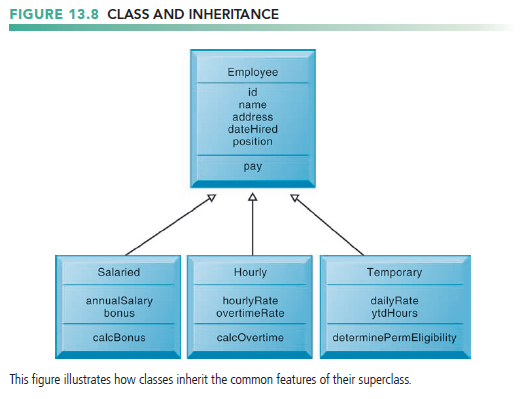 FIGURE 13.8 CLASS AND INHERITANCE
Employee
id
name
address
dateHired
position
pay
Salaried
annualSalary
bonus
calcBonus
Hourly
hourlyRate
overtimeRate
calcOvertime
Temporary
dailyRate
ytdHours
determinePermEligibility
This figure illustrates how classes inherit the common features of their superclass.